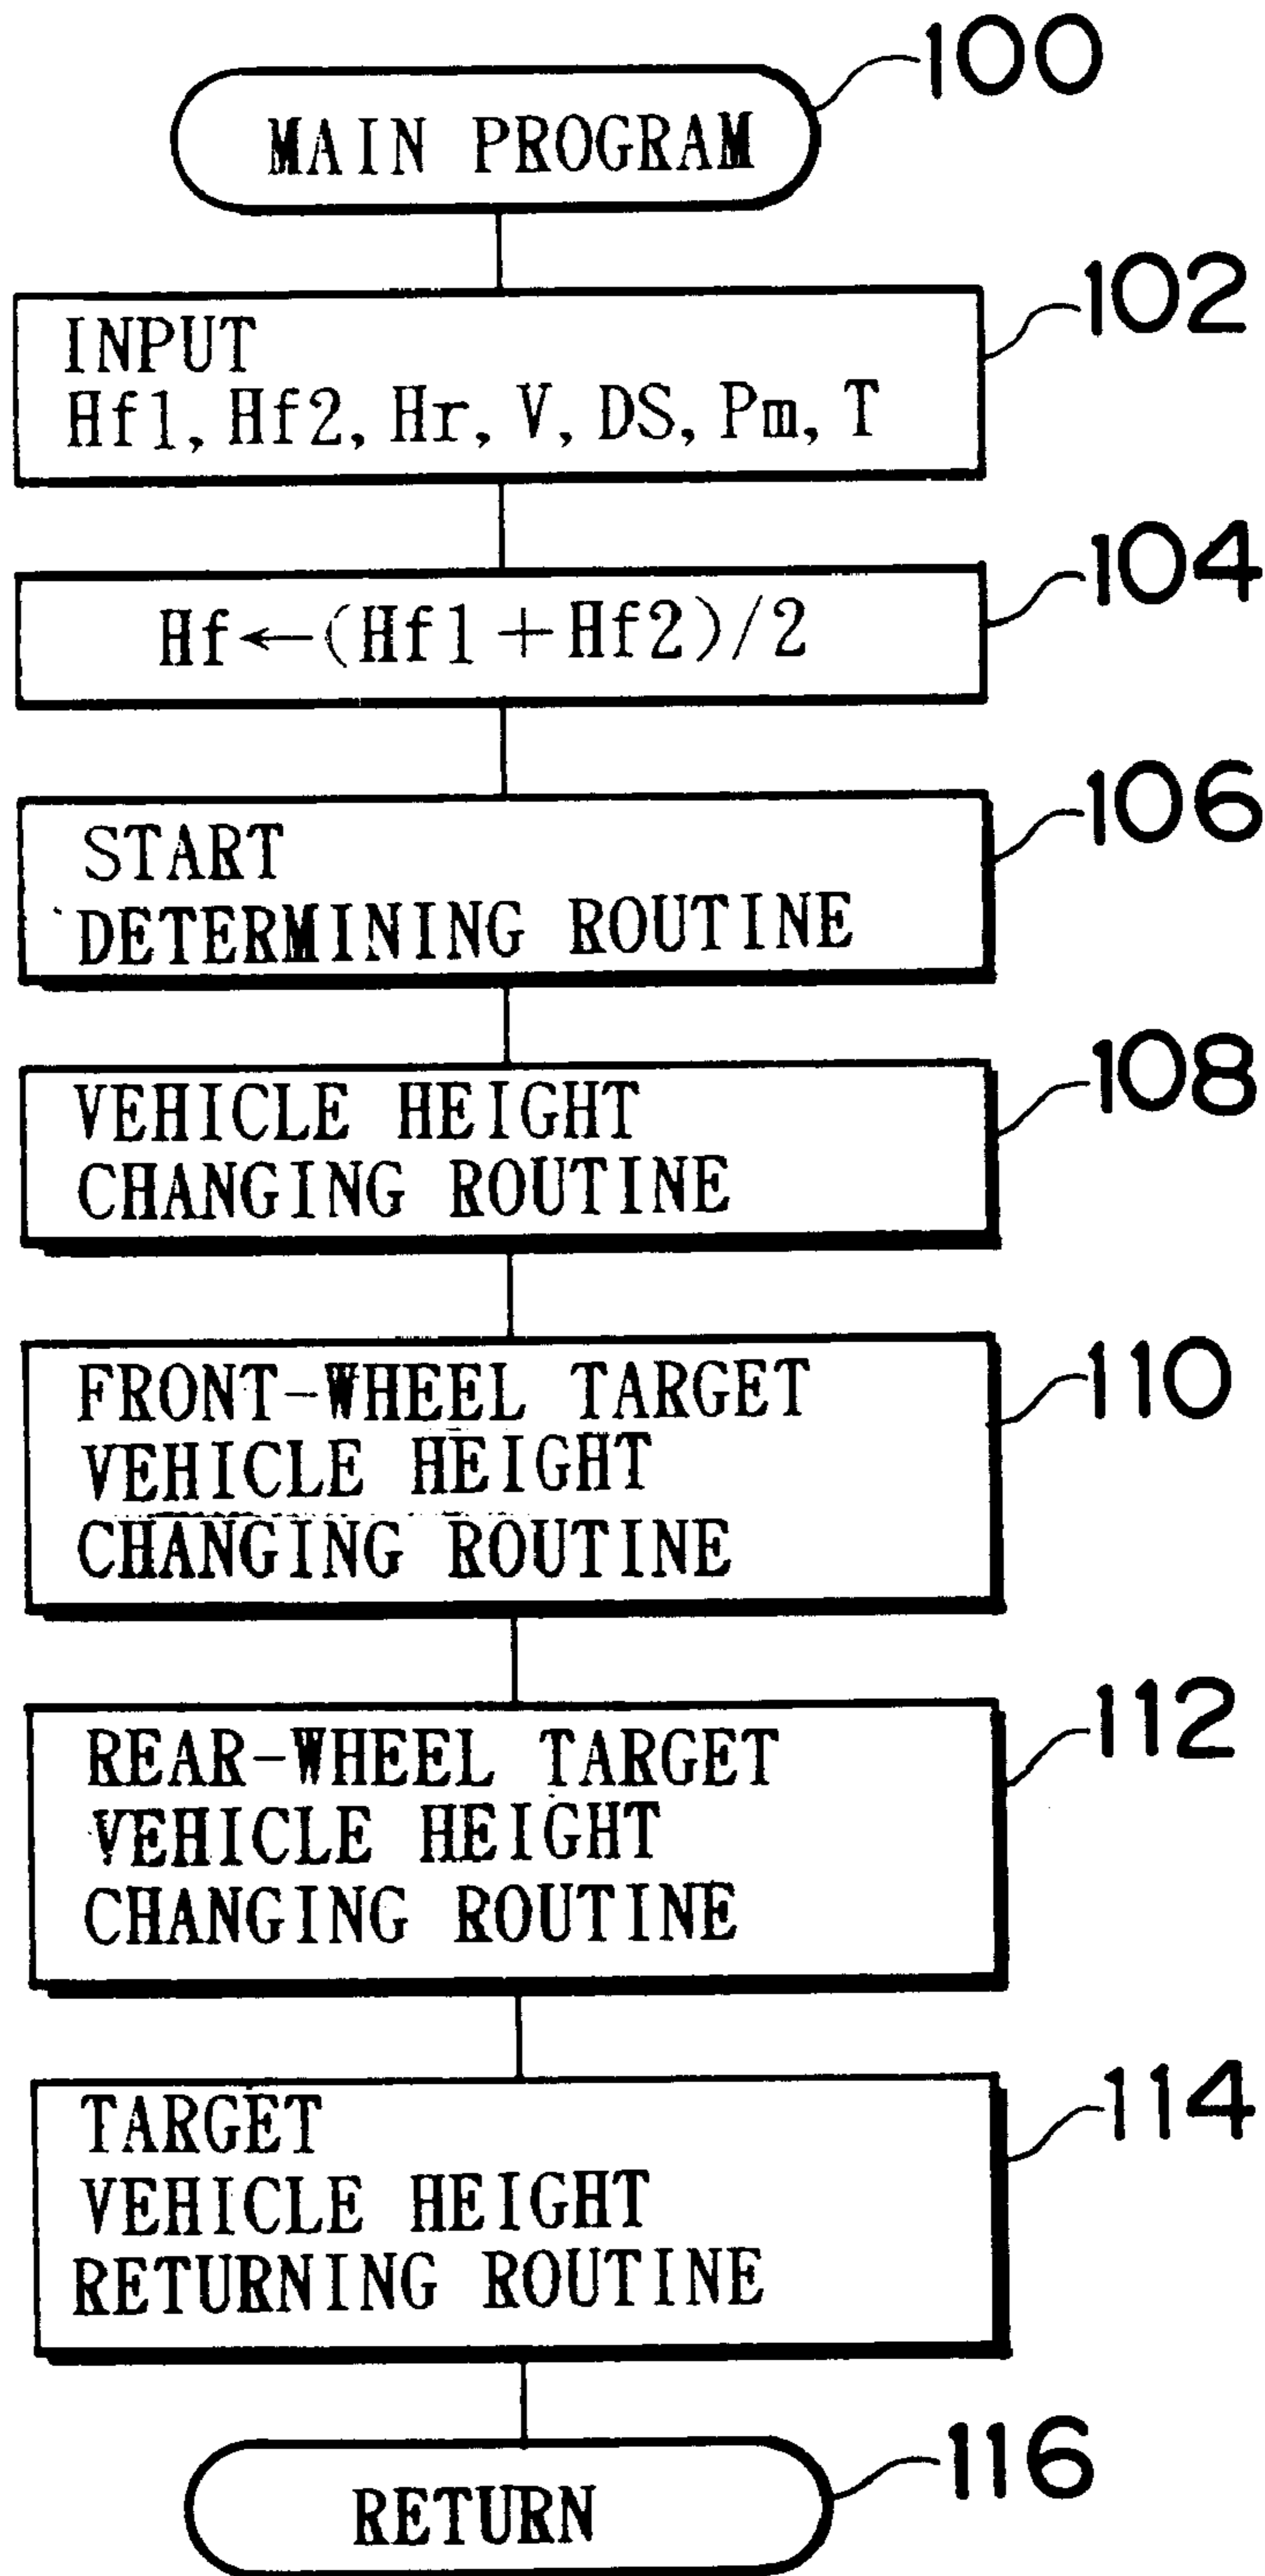 100
MAIN PROGRAM
102
INPUT
Hf1, Hf2, Hr, V, DS, Pm, T
104
Hf←(Hf1+Hf2)/2
106
START
DETERMINING ROUTINE
108
VEHICLE HEIGHT
CHANGING ROUTINE
110
FRONT-WHEEL TARGET
VEHICLE HEIGHT
CHANGING ROUTINE
112
REAR-WHEEL TARGET
VEHICLE HEIGHT
CHANGING ROUTINE
114
TARGET
VEHICLE HEIGHT
RETURNING ROUTINE
116
RETURN